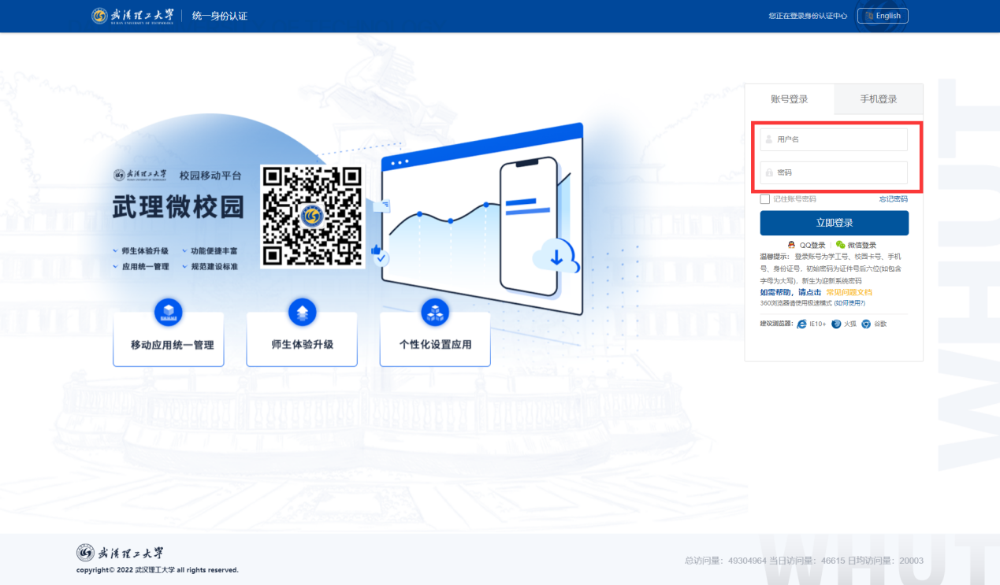 武汉理工大学 统一身份认证 您正在登录身份认证中心 English
WUHAN UNIVERSITY OF TECHNOLOGY
账号登录 手机登录
用户名
密码
记住账号密码 忘记密码
立即登录
QQ登录 微信登录
温馨提示: 登录账号为学工号、校园卡号、手机
号、身份证号,初始密码为证件号后六位(如包含
字母为大写),新生为迎新系统密码
如需帮助,请点击 常见问题文档
360浏览器请使用极速模式 (如何使用?)
建议浏览器: IE10+ 火狐 谷歌
武汉理工大学 校园移动平台
武理微校园
师生体验升级 功能便捷丰富
应用统一管理 规范建设标准
移动应用统一管理 师生体验升级 个性化设置应用
WHUT
武汉理工大学
copyright© 2022 武汉理工大学 all rights reserved.
总访问量: 49304964 当日访问量: 46615 日均访问量: 20003
WHUT